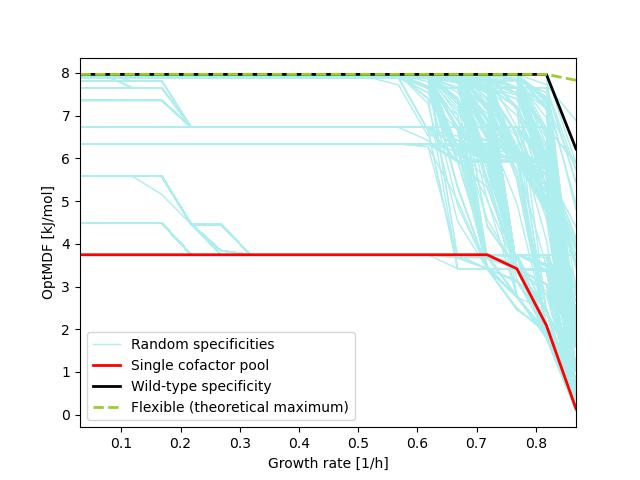 8
7
6
5
4
3
2
1
0
OptMDF [kJ/mol]
Random specificities
Single cofactor pool
Wild-type specificity
Flexible (theoretical maximum)
0.1 0.2 0.3 0.4 0.5 0.6 0.7 0.8
Growth rate [1/h]